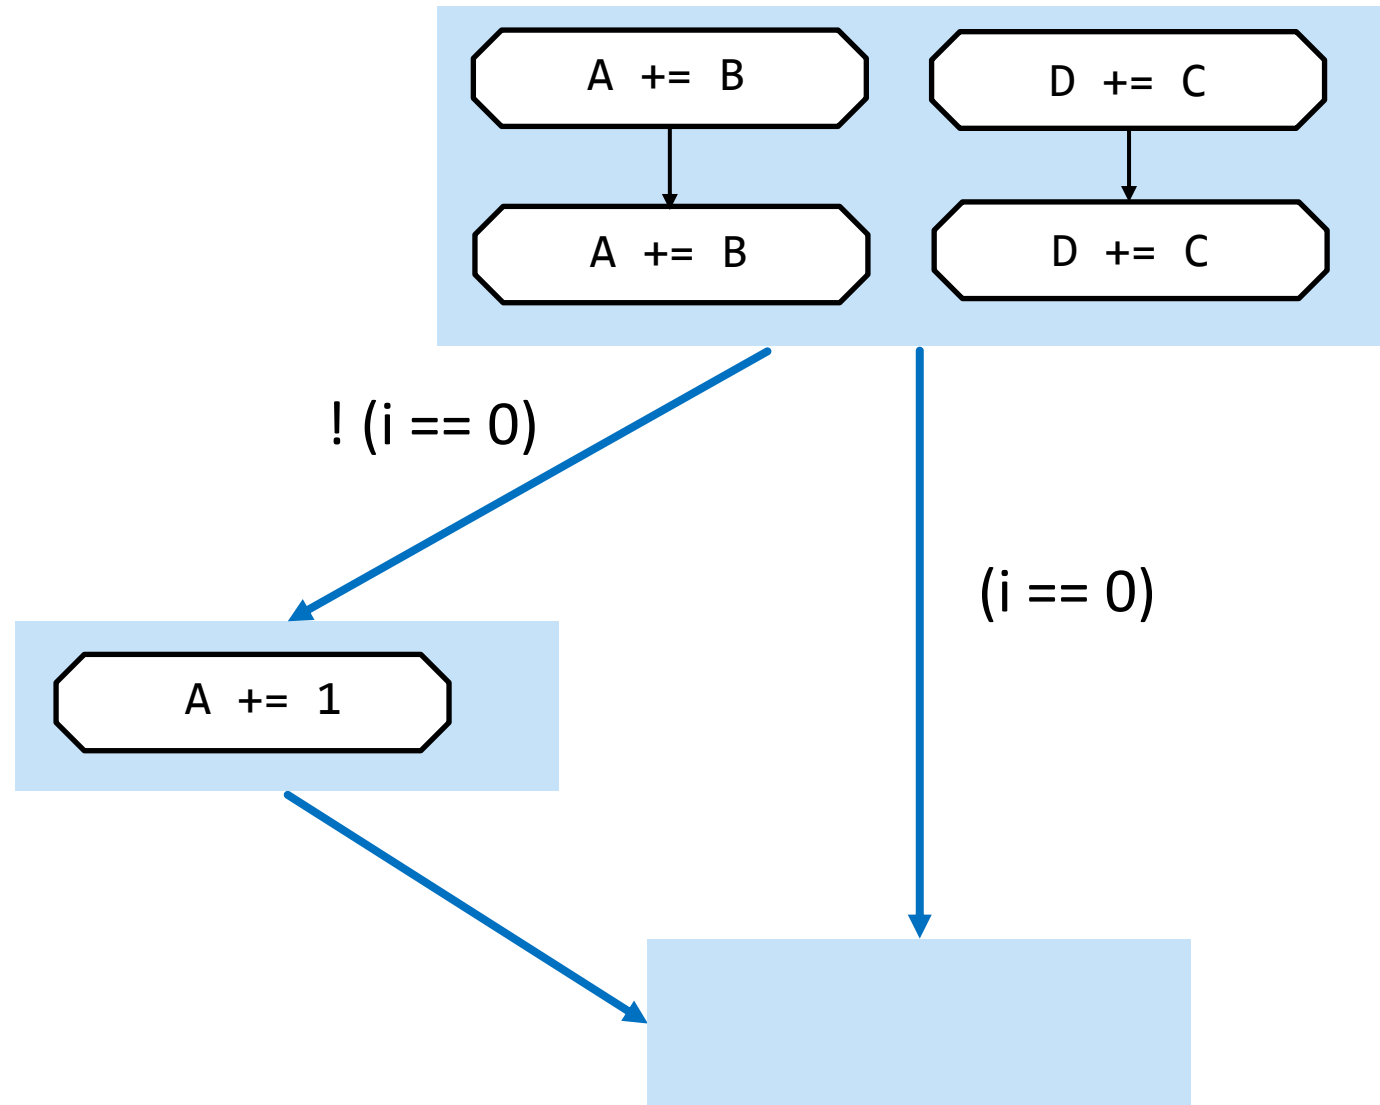 A += B
D += C
A += B
D += C
! (i == 0)
(i == 0)
A += 1